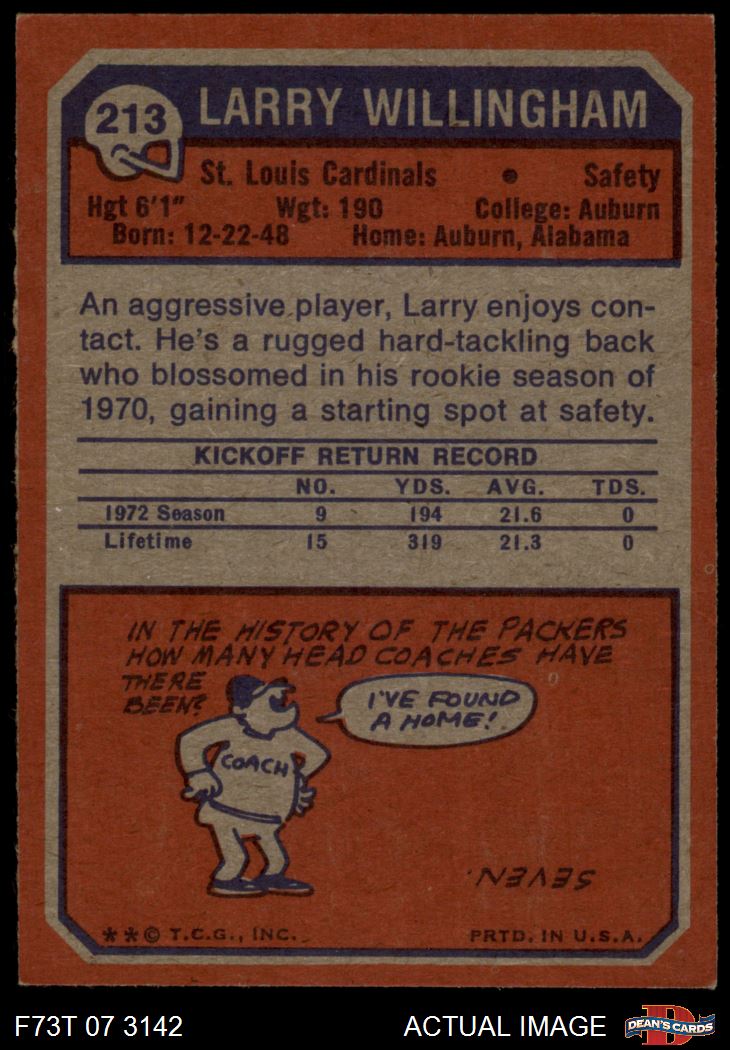 213
LARRY WILLINGHAM
St. Louis Cardinals • Safety
Hgt 6'1" Wgt: 190 College: Auburn
Born: 12-22-48 Home: Auburn, Alabama
An aggressive player, Larry enjoys con-
tact. He's a rugged hard-tackling back
who blossomed in his rookie season of
1970, gaining a starting spot at safety.
KICKOFF RETURN RECORD
NO. YDS. AVG. TDS.
1972 Season 9 194 21.6 0
Lifetime 15 319 21.3 0
IN THE HISTORY OF THE PACKERS
HOW MANY HEAD COACHES HAVE
THERE
BEEN?
I'VE FOUND
A HOME!
COACH
SEVEN.
**© T.C.G., INC. PRTD. IN U.S.A.
F73T 07 3142 ACTUAL IMAGE
D
DEAN'S CARDS